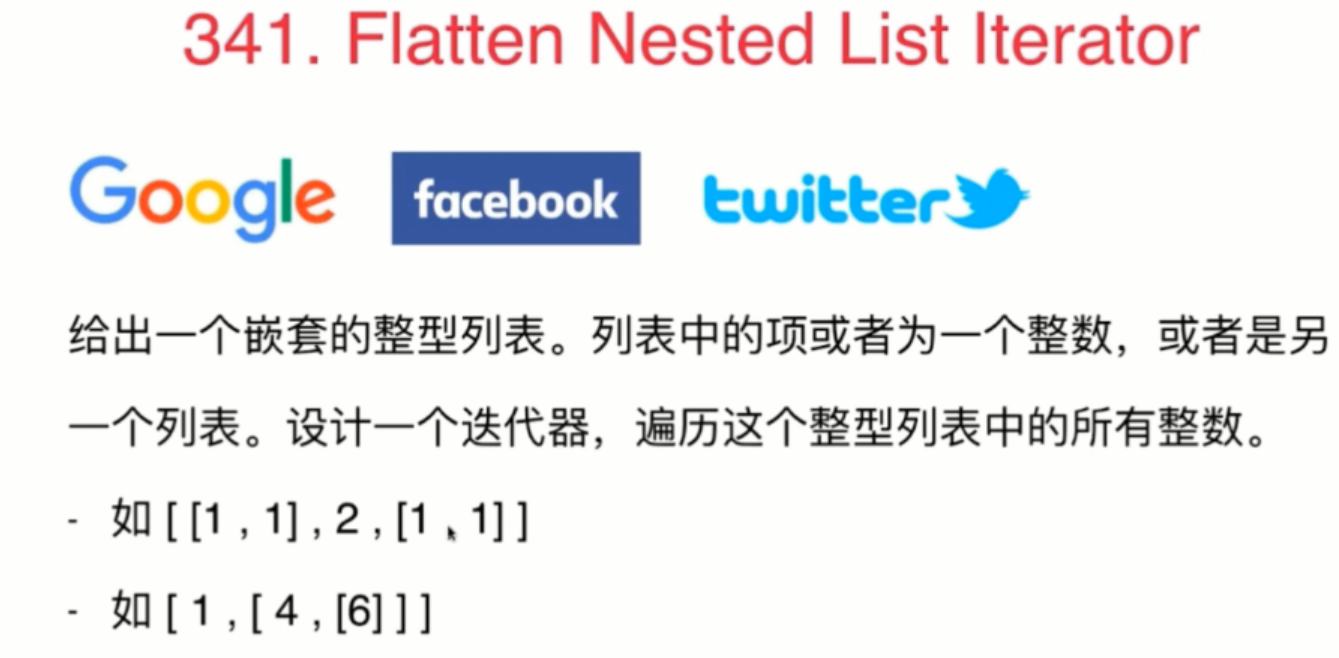 341. Flatten Nested List Iterator
Google facebook twitter
给出一个嵌套的整型列表。列表中的项或者为一个整数，或者是另
一个列表。设计一个迭代器，遍历这个整型列表中的所有整数。
- 如 [ [1 , 1] , 2 , [1 , 1] ]
- 如 [ 1 , [ 4 , [6] ] ]